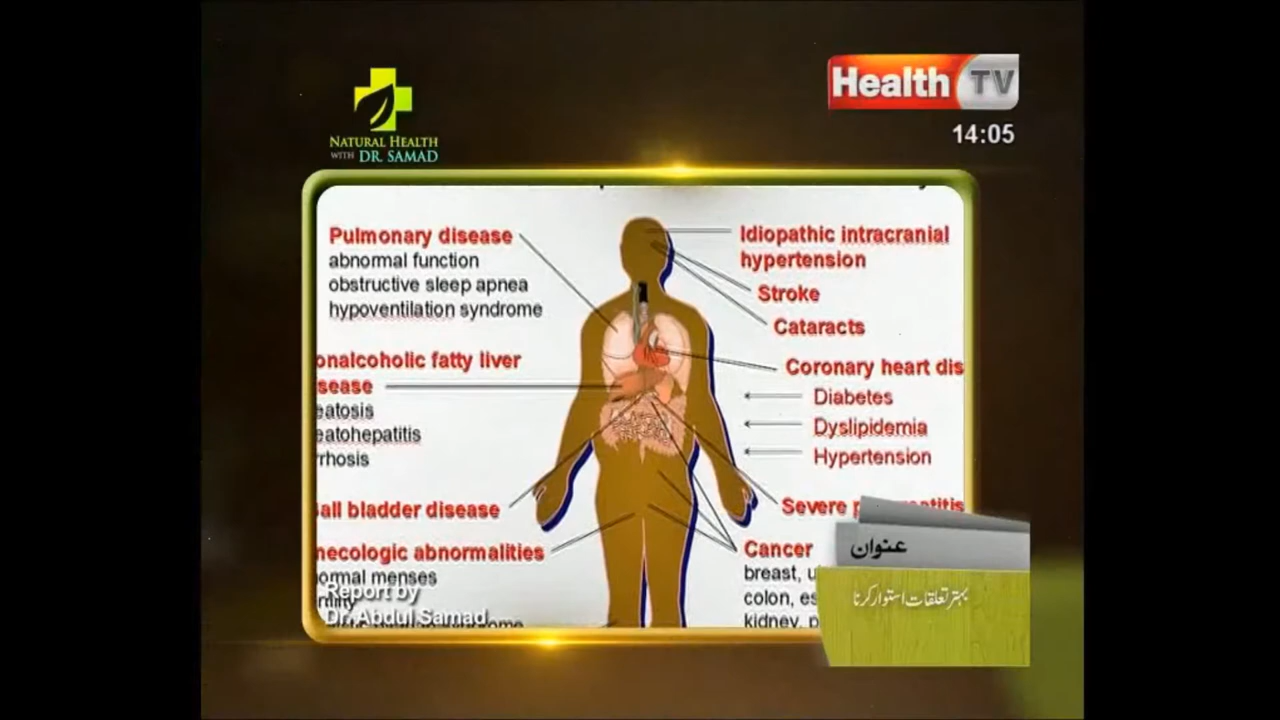 Health TV
14:05
NATURAL HEALTH
WITH DR. SAMAD
Pulmonary disease
abnormal function
obstructive sleep apnea
hypoventilation syndrome
onalcoholic fatty liver
sease
eatosis
eatohepatitis
rrhosis
all bladder disease
necologic abnormalities
ormal menses
Report by
Dr. Abdul Samad
Idiopathic intracranial
hypertension
Stroke
Cataracts
Coronary heart dis
Diabetes
Dyslipidemia
Hypertension
Severe
Cancer
breast, u
colon, es
kidney, p
عنوان
بہتر تعلقات استوار کرنا